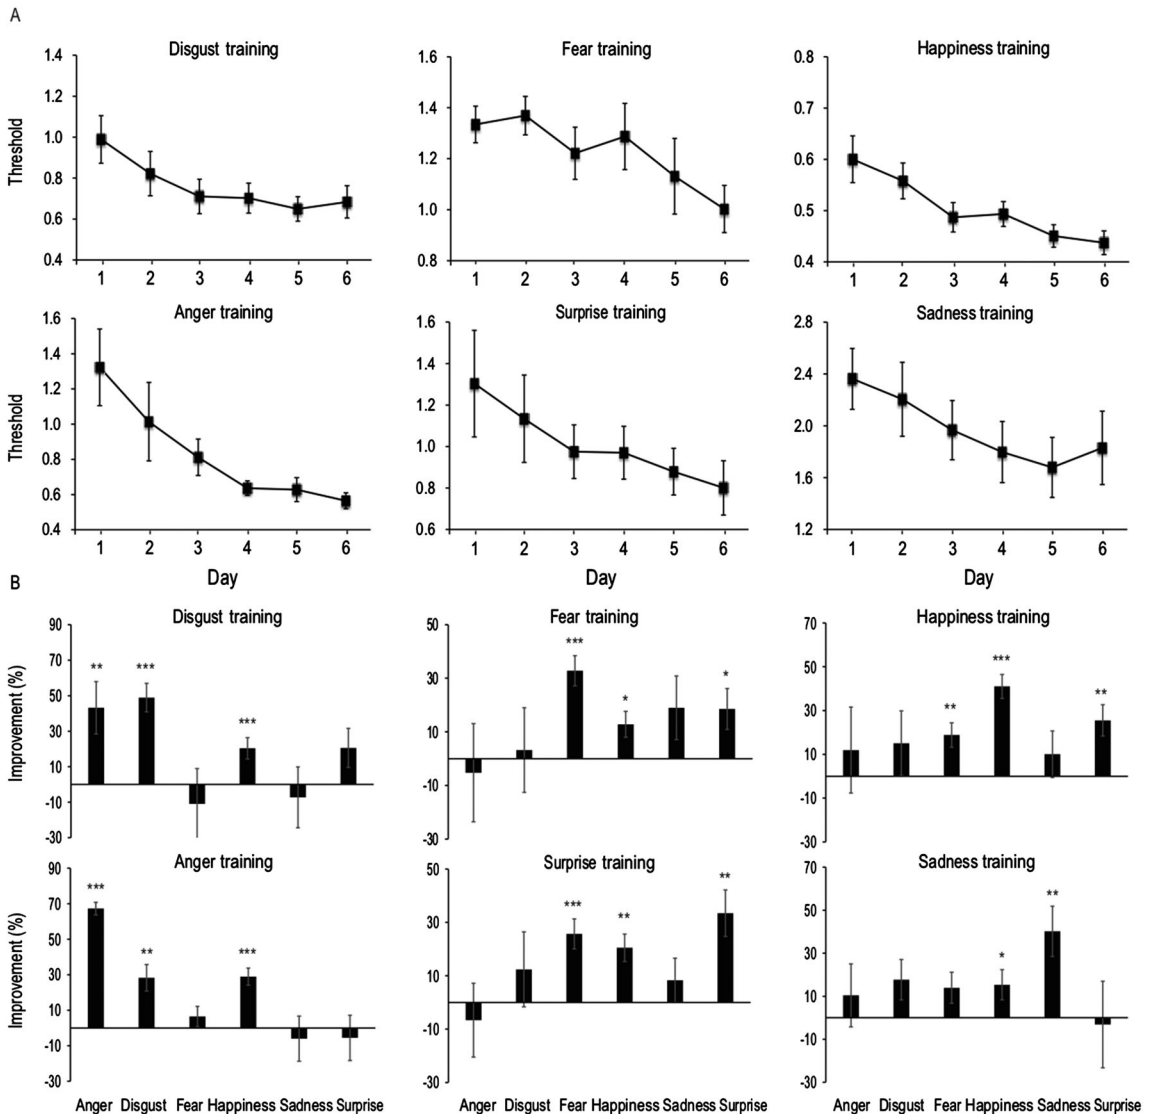 A
Disgust training Fear training Happiness training
1.4 1.6 0.8
1.2 1.4 0.7
1.0 1.2 0.6
0.8 1.0 0.5
0.6 0.8 0.4
0.4
Threshold
1 2 3 4 5 6 1 2 3 4 5 6 1 2 3 4 5 6
Anger training Surprise training Sadness training
1.6 1.6 2.8
1.4 1.4 2.4
1.2 1.2 2.0
1.0 1.0 1.6
0.8 0.8 1.2
0.6 0.6
0.4
Threshold
1 2 3 4 5 6 1 2 3 4 5 6 1 2 3 4 5 6
Day Day Day
B
Disgust training Fear training Happiness training
90 50 70
70 30 50
50 10 30
30 -10 10
10 -30 -10
-10 -30
-30
Improvement (%)
** *** *** *** * * ** *** **
Anger training Surprise training Sadness training
90 50 70
70 30 50
50 10 30
30 -10 10
10 -30 -10
-10 -30
-30
Improvement (%)
*** ** *** *** ** ** * **
Anger Disgust Fear Happiness Sadness Surprise Anger Disgust Fear Happiness Sadness Surprise Anger Disgust Fear Happiness Sadness Surprise